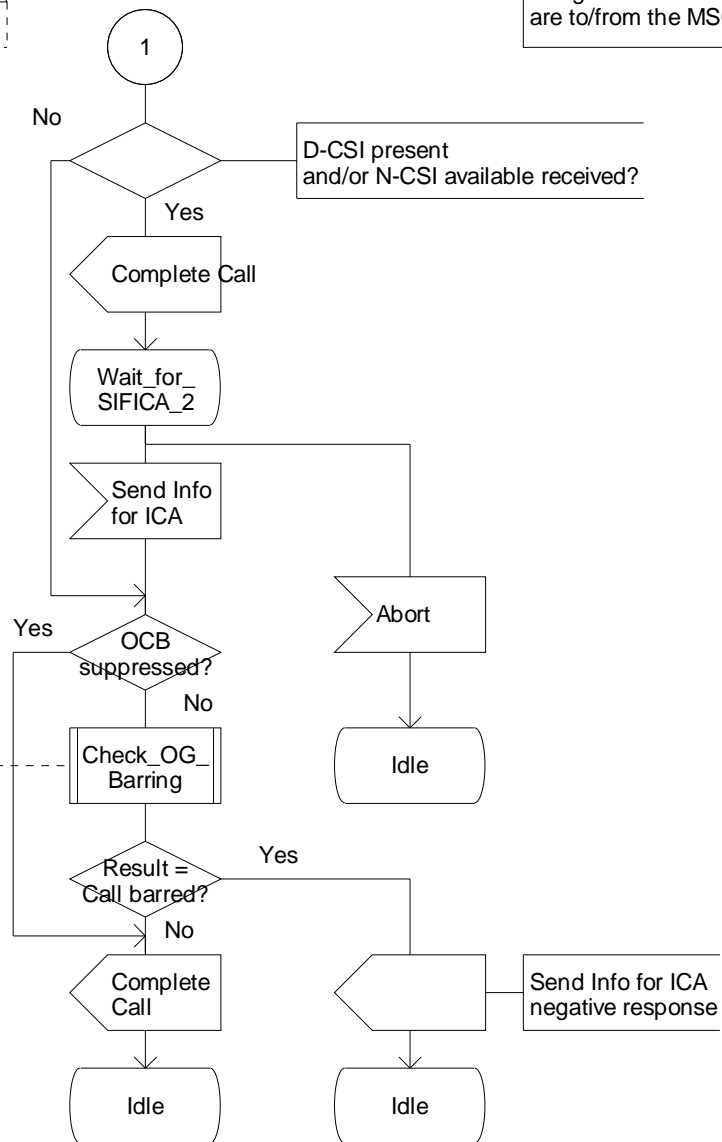 are to/from the MS
1
No
D-CSI present
and/or N-CSI available received?
Yes
Complete Call
Wait_for_
SIFICA_2
Send Info
for ICA
Abort
Yes
OCB
suppressed?
No
Check_OG_
Barring
Idle
Result =
Call barred?
Yes
No
Complete
Call
Send Info for ICA
negative response
Idle
Idle